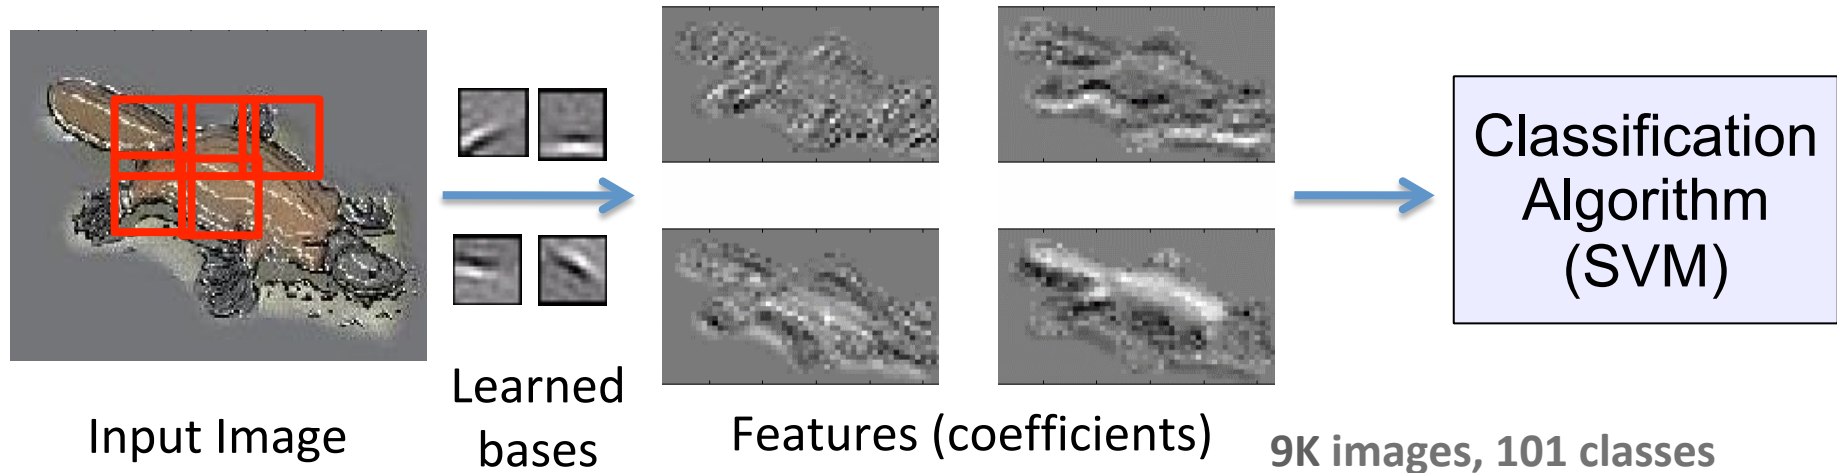 Input Image
Learned
bases
Features (coefficients)
Classification
Algorithm
(SVM)
9K images, 101 classes